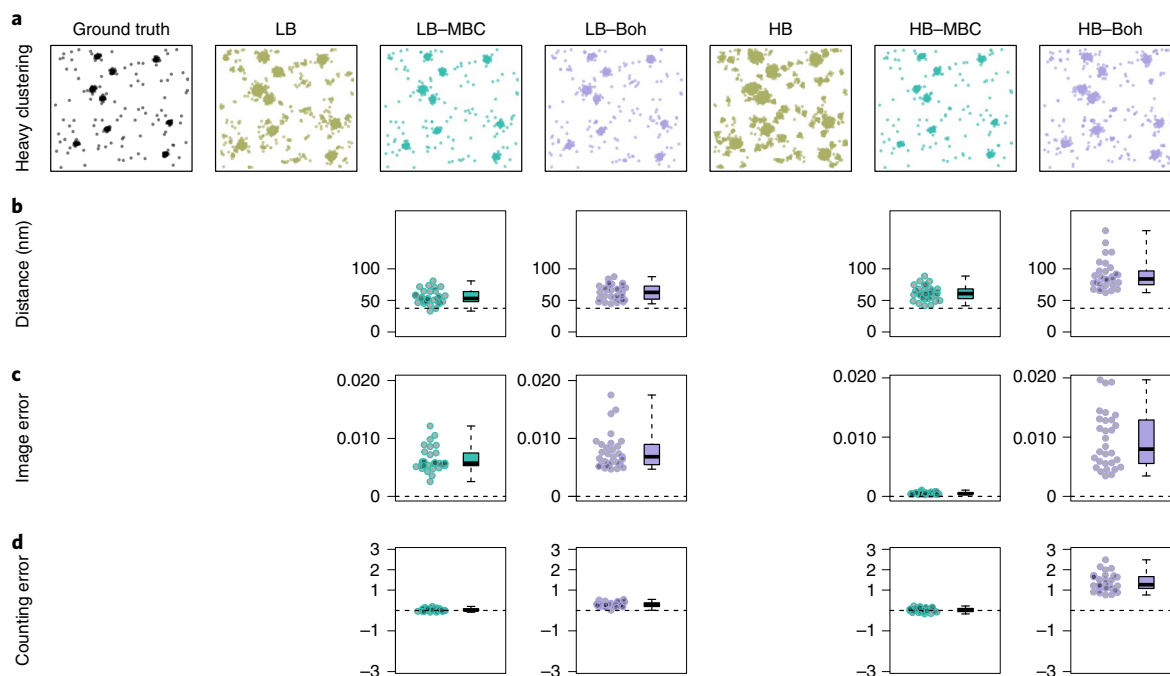 a
Ground truth LB LB–MBC LB–Boh HB HB–MBC HB–Boh
Heavy clustering
b
Distance (nm)
100 100 100 100
50 50 50 50
0 0 0 0
c
Image error
0.020 0.020 0.020 0.020
0.010 0.010 0.010 0.010
0 0 0 0
d
Counting error
3 3 3 3
2 2 2 2
1 1 1 1
–1 –1 –1 –1
–3 –3 –3 –3